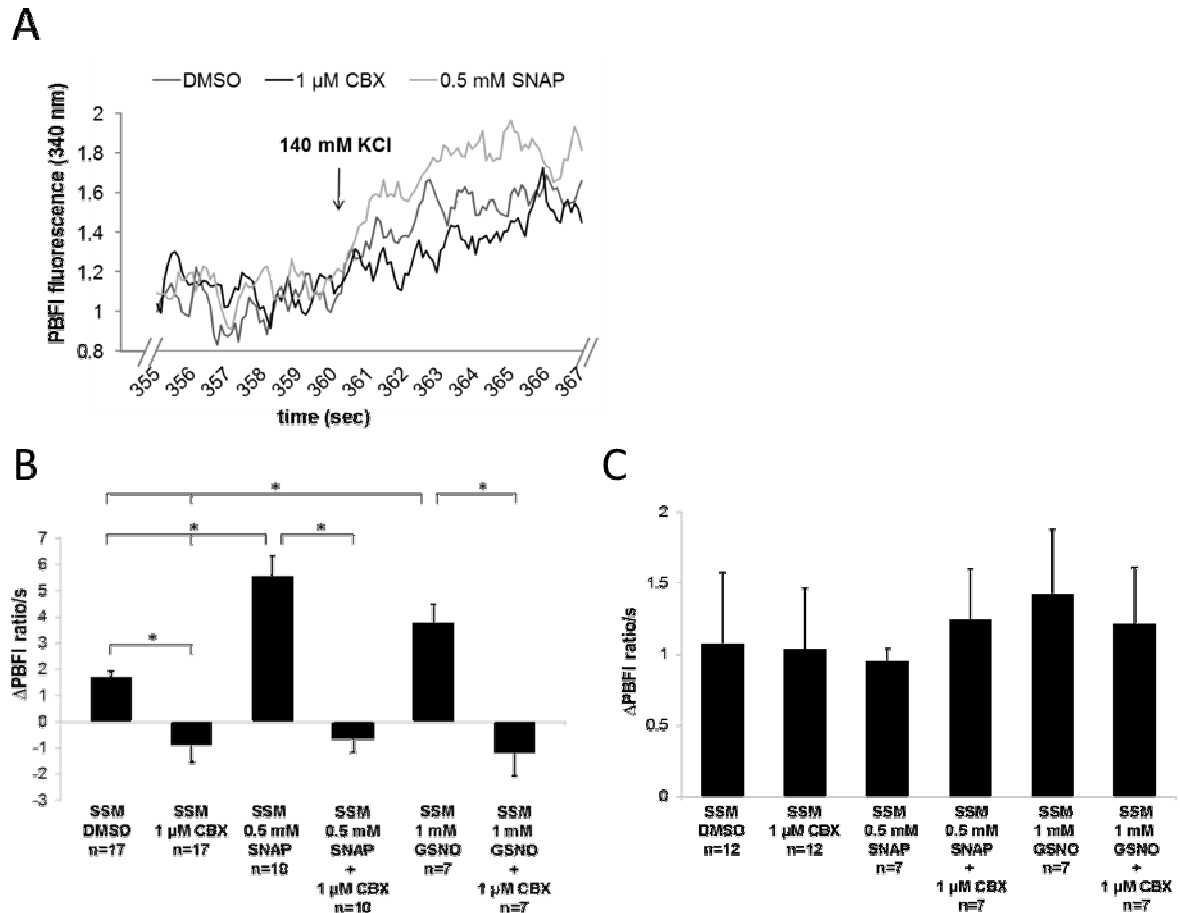 A
DMSO 1 µM CBX 0.5 mM SNAP
PBFI fluorescence (340 nm)
2
1.8
1.6
1.4
1.2
1
0.8
140 mM KCl
355 356 357 358 359 360 361 362 363 364 365 366 367
time (sec)
B
ΔPBFI ratio/s
7
6
5
4
3
2
1
0
-1
-2
-3
* * * * *
SSM SSM SSM SSM SSM SSM
DMSO 1 µM CBX 0.5 mM 0.5 mM 1 mM 1 mM
n=17 n=17 SNAP SNAP GSNO GSNO
n=10 + n=7 +
1 µM CBX 1 µM CBX
n=10 n=7
C
ΔPBFI ratio/s
2
1.5
1
0.5
0
SSM SSM SSM SSM SSM SSM
DMSO 1 µM CBX 0.5 mM 0.5 mM 1 mM 1 mM
n=12 n=12 SNAP SNAP GSNO GSNO
n=7 + n=7 +
1 µM CBX 1 µM CBX
n=7 n=7